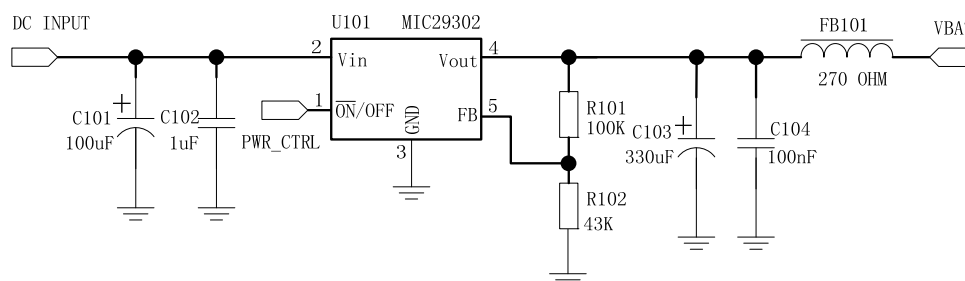 DC INPUT
U101 MIC29302
FB101
VBA
2
4
Vin
Vout
270 OHM
1
ON/OFF
5
FB
GND
3
PWR_CTRL
C101
100uF
C102
1uF
R101
100K
C103
330uF
C104
100nF
R102
43K